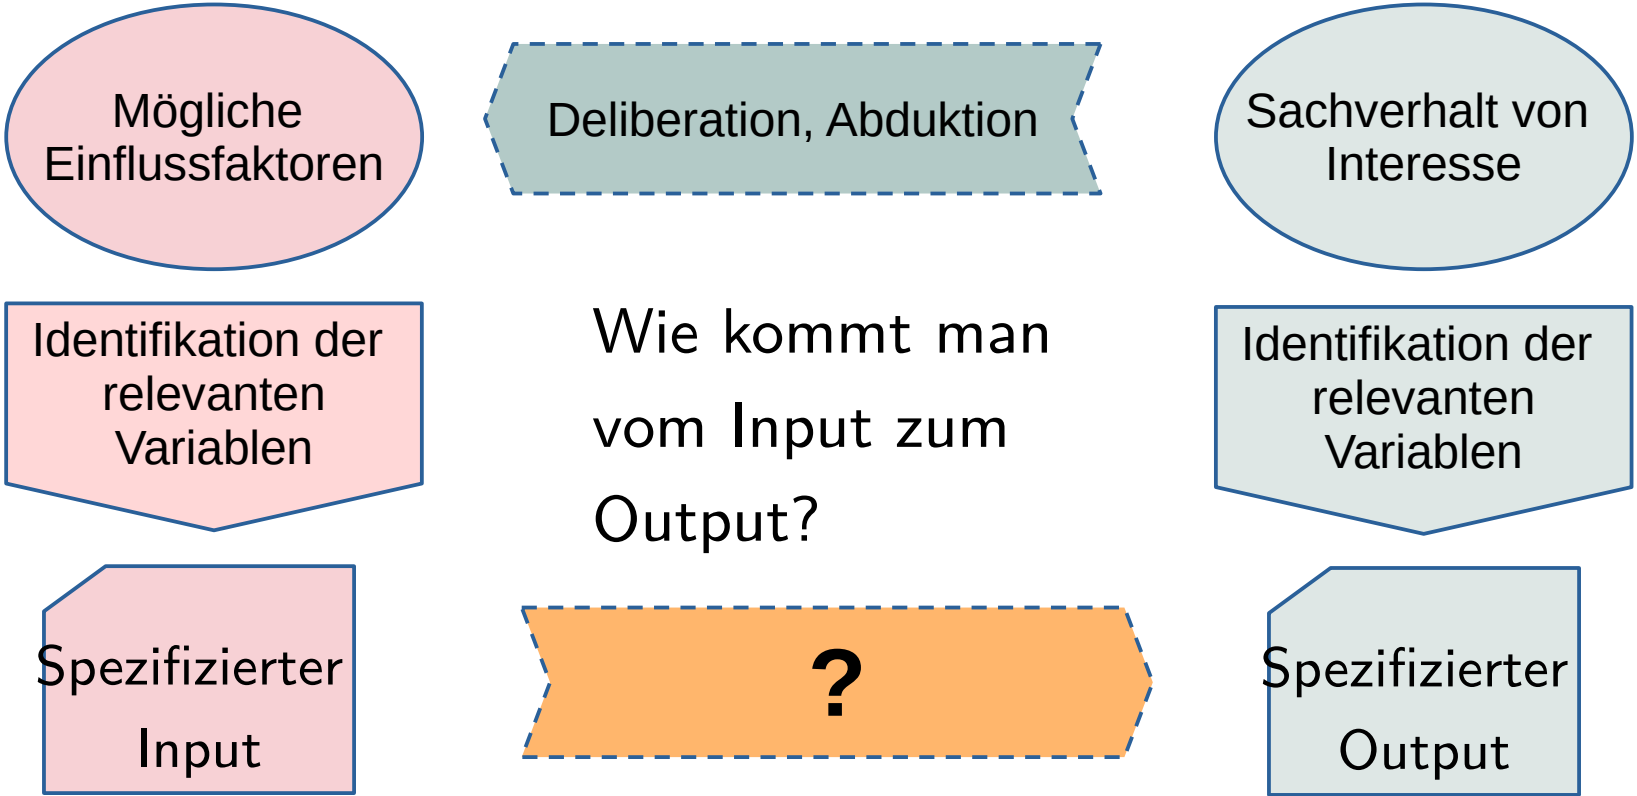 Mögliche
Einflussfaktoren
Deliberation, Abduktion
Sachverhalt von
Interesse
Identifikation der
relevanten
Variablen
Wie kommt man
vom Input zum
Output?
Identifikation der
relevanten
Variablen
Spezifizierter
Input
?
Spezifizierter
Output